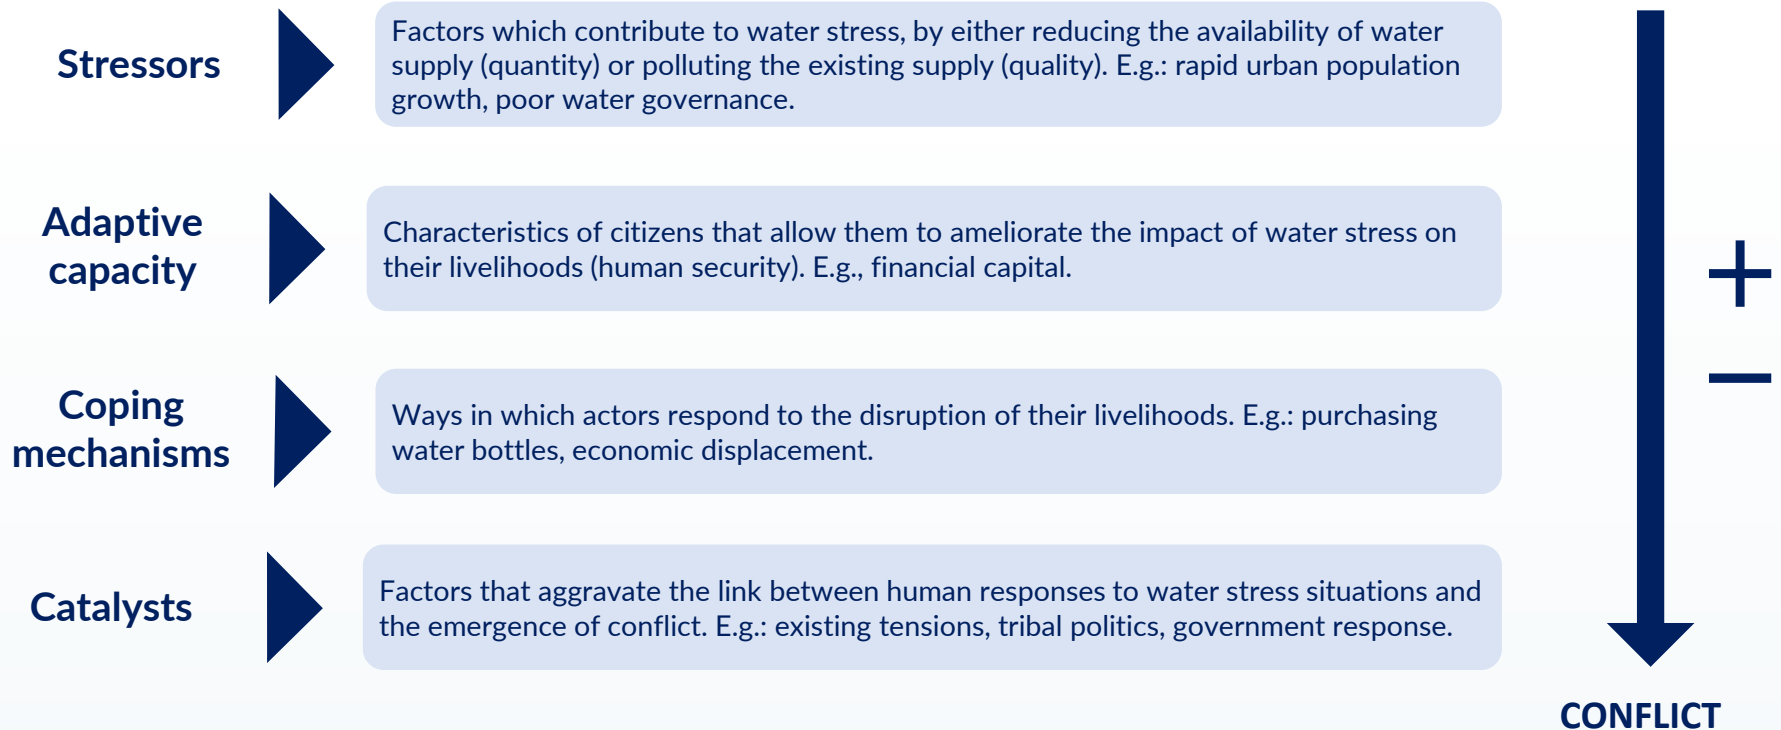 Stressors
Factors which contribute to water stress, by either reducing the availability of water
supply (quantity) or polluting the existing supply (quality). E.g.: rapid urban population
growth, poor water governance.
Adaptive
capacity
Characteristics of citizens that allow them to ameliorate the impact of water stress on
their livelihoods (human security). E.g., financial capital.
+
−
Coping
mechanisms
Ways in which actors respond to the disruption of their livelihoods. E.g.: purchasing
water bottles, economic displacement.
Catalysts
Factors that aggravate the link between human responses to water stress situations and
the emergence of conflict. E.g.: existing tensions, tribal politics, government response.
CONFLICT